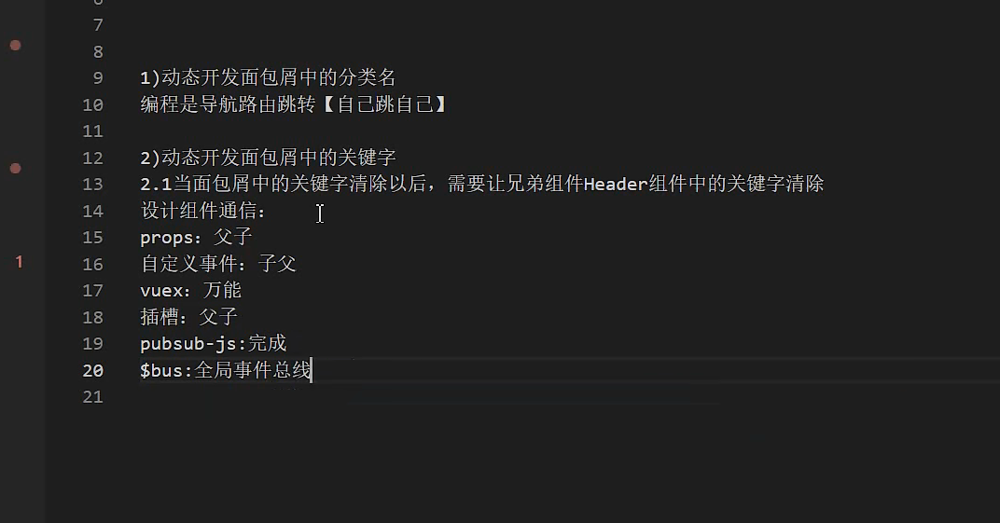 7
8
9 1)动态开发面包屑中的分类名
10 编程是导航路由跳转【自己跳自己】
11
12 2)动态开发面包屑中的关键字
13 2.1当面包屑中的关键字清除以后，需要让兄弟组件Header组件中的关键字清除
14 设计组件通信：
15 props：父子
1 16 自定义事件：子父
17 vuex：万能
18 插槽：父子
19 pubsub-js:完成
20 $bus:全局事件总线
21